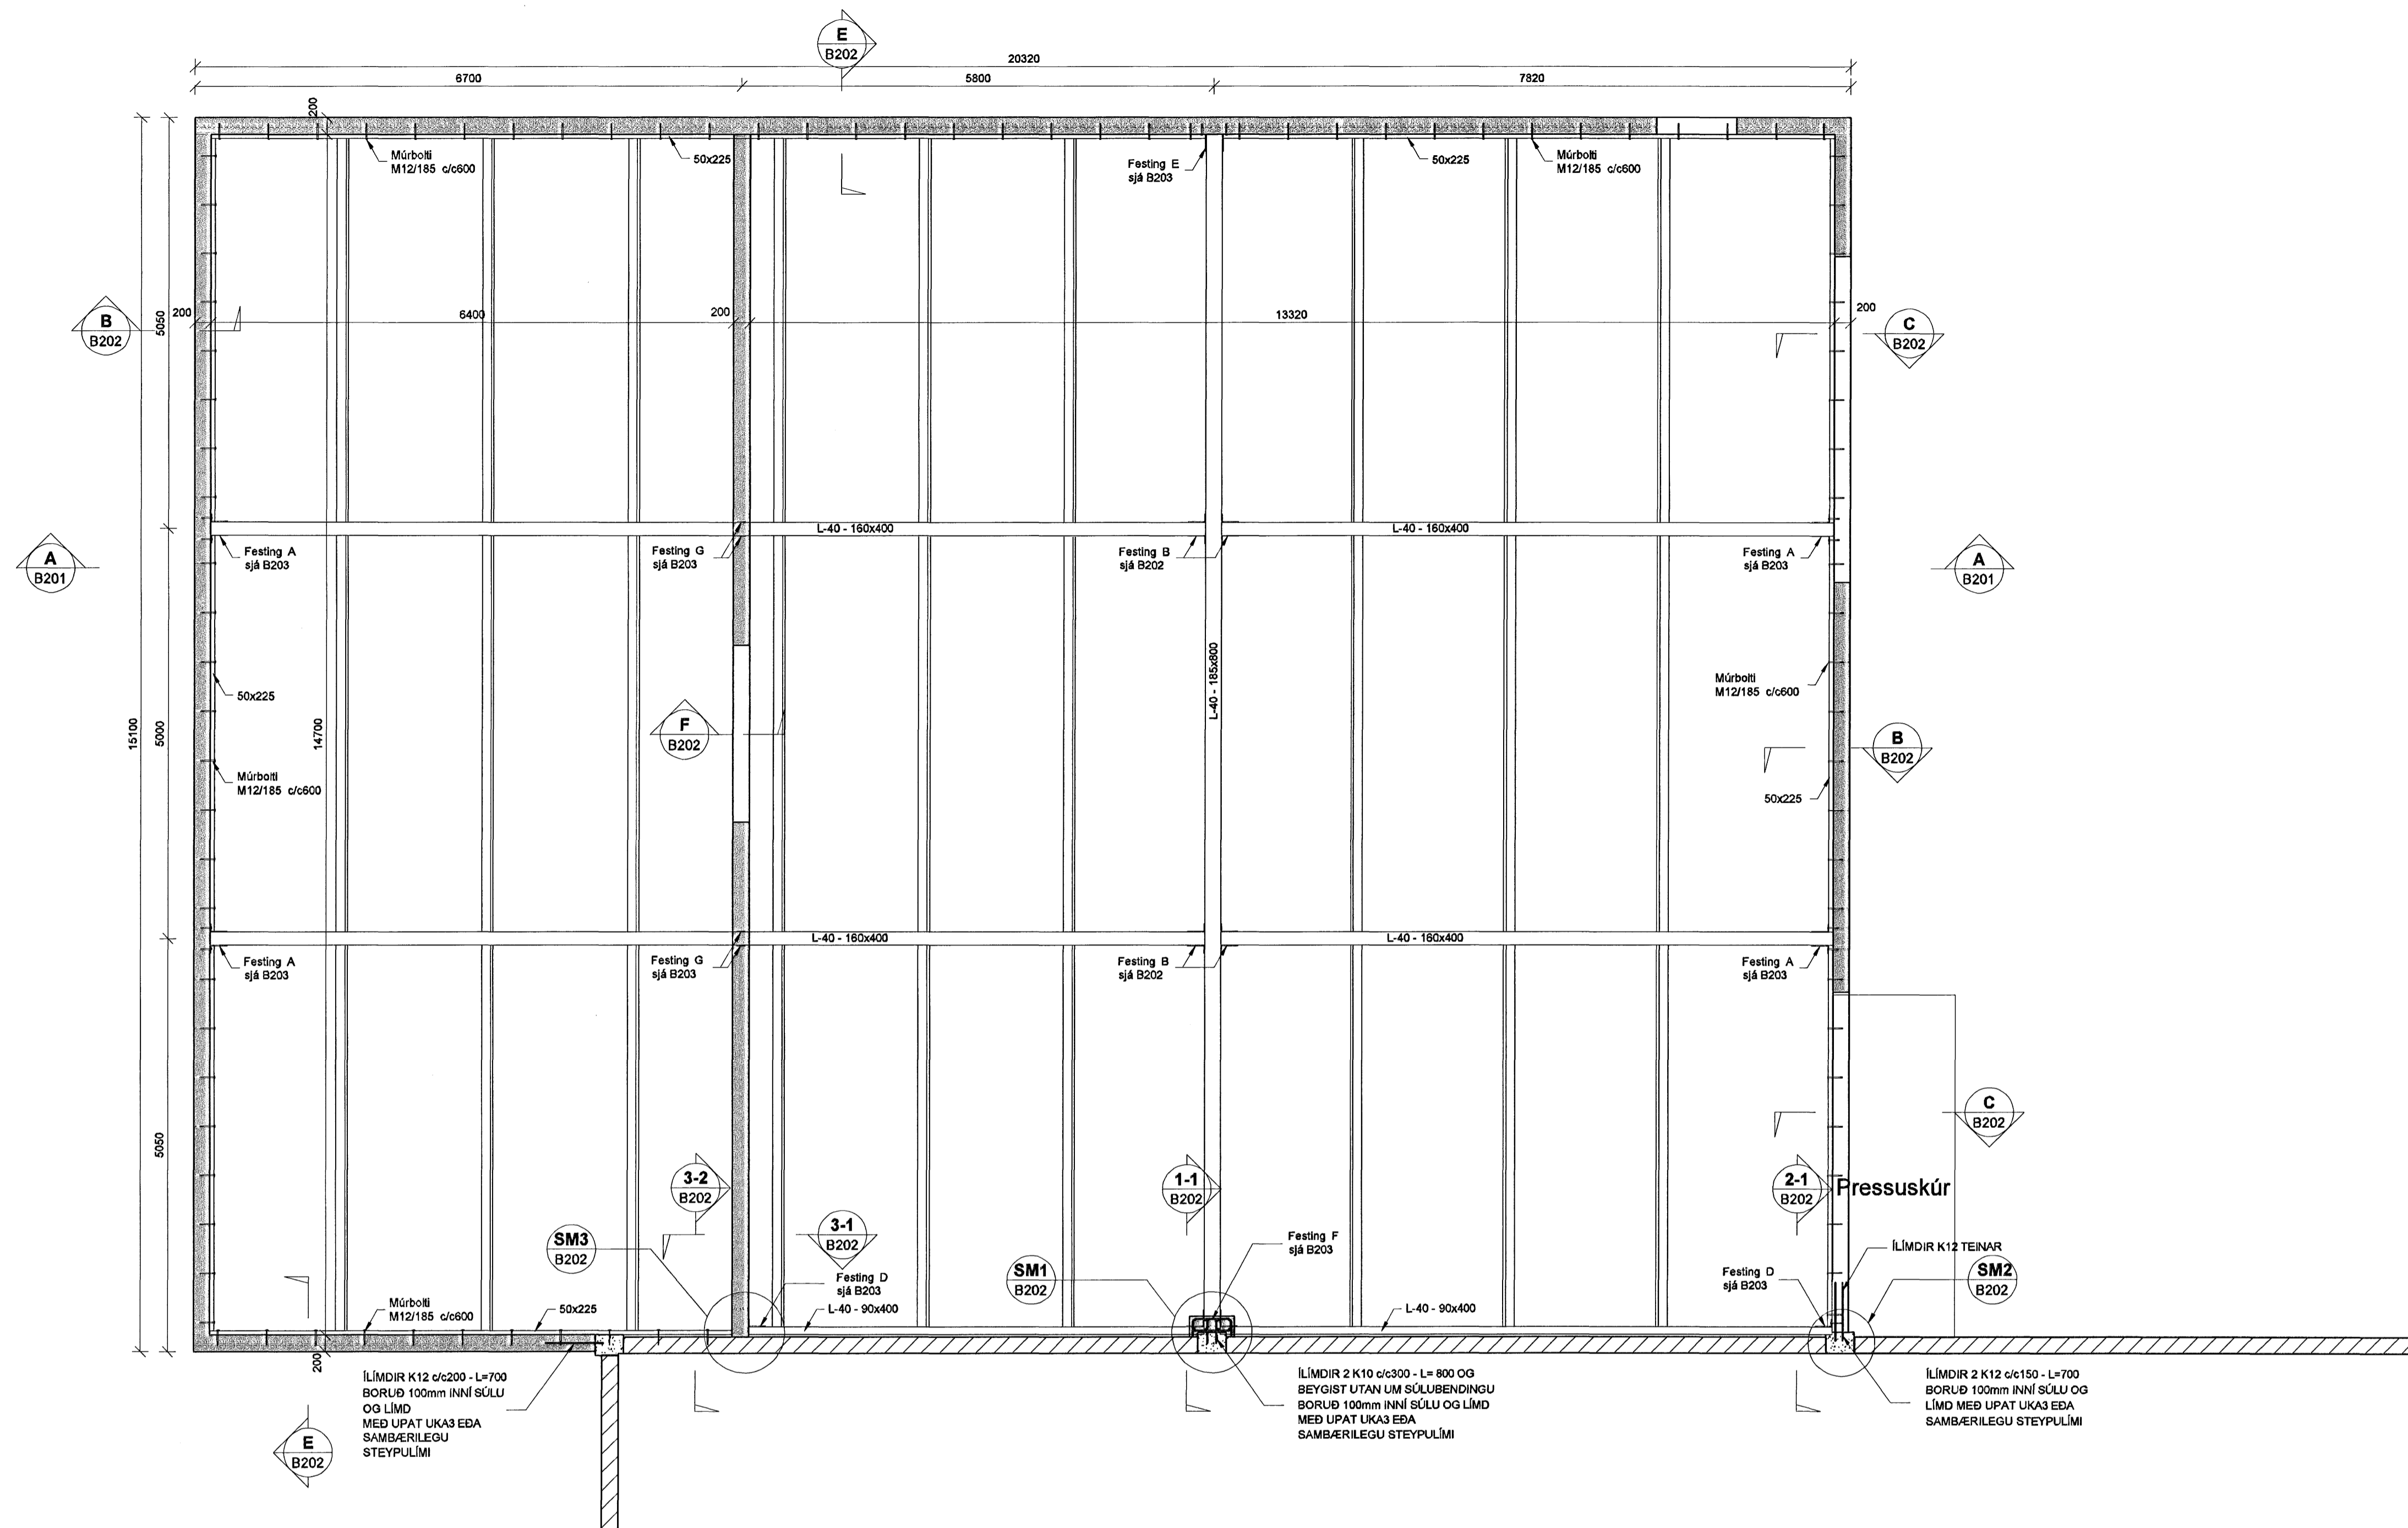 E
B202
20320
6700
5800
7820
200
Múrbolti
M12/185 c/c600
50x225
Festing E
sjá B203
50x225
Múrbolti
M12/185 c/c600
B
B202
5050
200
6400
200
13320
200
C
B202
L-40 - 160x400
L-40 - 160x400
A
B201
Festing A
sjá B203
Festing G
sjá B203
Festing B
sjá B202
Festing A
sjá B203
A
B201
50x225
L-40 - 185x800
Múrbolti
M12/185 c/c600
15100
5000
14700
F
B202
B
B202
Múrbolti
M12/185 c/c600
50x225
L-40 - 160x400
L-40 - 160x400
Festing A
sjá B203
Festing G
sjá B203
Festing B
sjá B202
Festing A
sjá B203
5050
C
B202
3-2
B202
1-1
B202
2-1
B202
Pressuskúr
SM3
B202
3-1
B202
Festing F
sjá B203
ÍLÍMDIR K12 TEINAR
SM1
B202
Festing D
sjá B203
Festing D
sjá B203
SM2
B202
Múrbolti
M12/185 c/c600
50x225
L-40 - 90x400
L-40 - 90x400
200
ÍLÍMDIR K12 c/c200 - L=700
BORUÐ 100mm INNÍ SÚLU
OG LÍMD
MEÐ UPAT UKA3 EÐA
SAMBÆRILEGU
STEYPULÍMI
ÍLÍMDIR 2 K10 c/c300 - L= 800 OG
BEYGIST UTAN UM SÚLUBENDINGU
BORUÐ 100mm INNÍ SÚLU OG LÍMD
MEÐ UPAT UKA3 EÐA
SAMBÆRILEGU STEYPULÍMI
ÍLÍMDIR 2 K12 c/c150 - L=700
BORUÐ 100mm INNÍ SÚLU OG
LÍMD MEÐ UPAT UKA3 EÐA
SAMBÆRILEGU STEYPULÍMI
E
B202